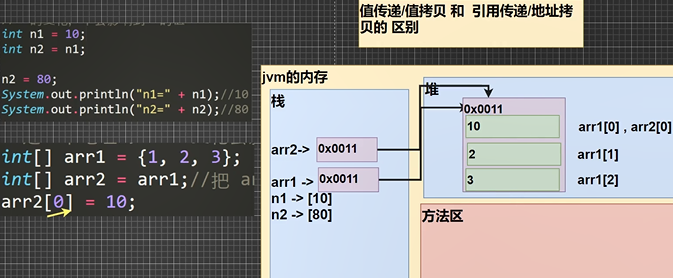 int n1 = 10;
int n2 = n1;
n2 = 80;
System.out.println("n1=" + n1);//10
System.out.println("n2=" + n2);//80
int[] arr1 = {1, 2, 3};
int[] arr2 = arr1;//把
arr2[0] = 10;
值传递/值拷贝 和 引用传递/地址拷
贝的 区别
jvm的内存
栈
arr2-> 0x0011
arr1 -> 0x0011
n1 -> [10]
n2 -> [80]
堆
0x0011
10 arr1[0] , arr2[0]
2 arr1[1]
3 arr1[2]
方法区